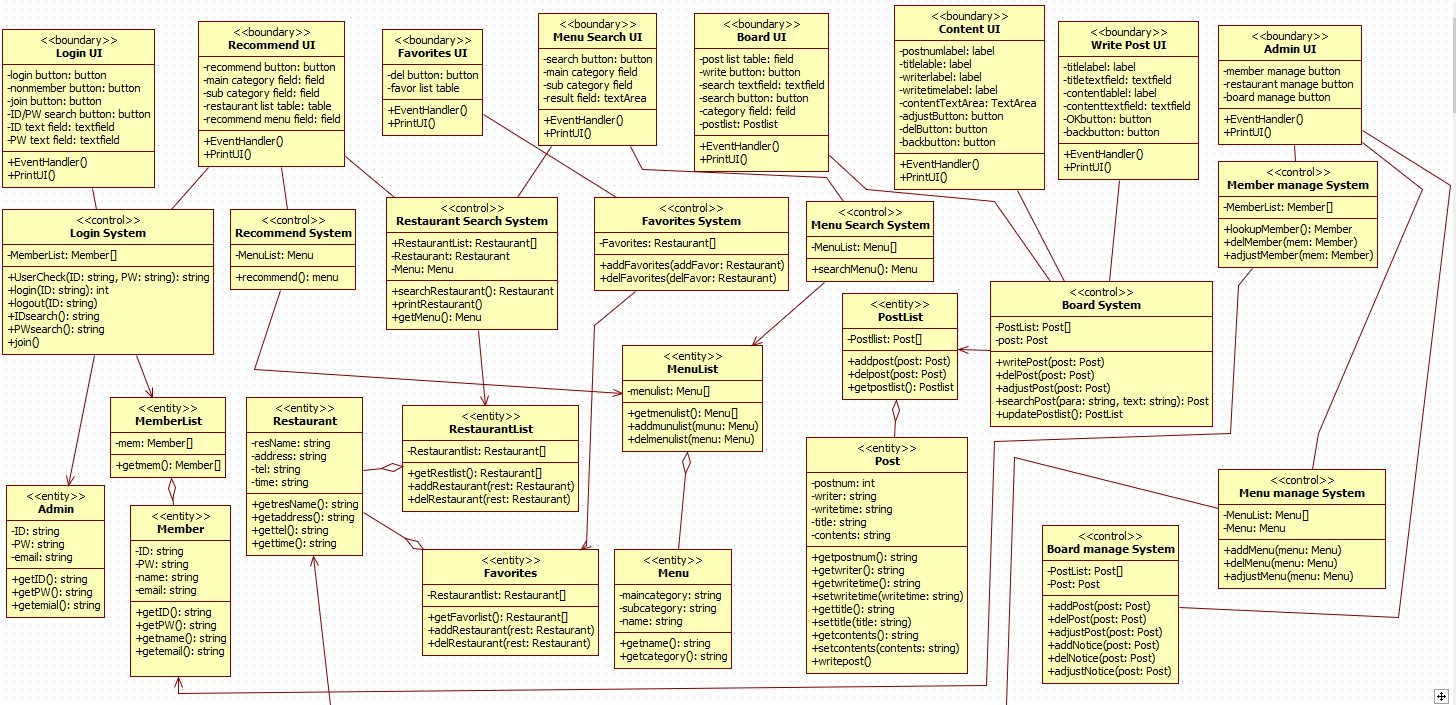 <<boundary>>
Login UI
-login button: button
-nonmember button: button
-join button: button
-ID/PW search button: button
-ID text field: textfield
-PW text field: textfield
+EventHandler()
+PrintUI()
<<boundary>>
Recommend UI
-recommend button: button
-main category field: field
-sub category field: field
-restaurant list table: table
-recommend menu field: field
+EventHandler()
+PrintUI()
<<boundary>>
Favorites UI
-del button: button
-favor list table
+EventHandler()
+PrintUI()
<<boundary>>
Menu Search UI
-search button: button
-main category field
-sub category field
-result field: textArea
+EventHandler()
+PrintUI()
<<boundary>>
Board UI
-post list table: field
-write button: button
-search textfield: textfield
-search button: button
-category field: feild
-postlist: Postlist
+EventHandler()
+PrintUI()
<<boundary>>
Content UI
-postnumlabel: label
-titlelable: label
-writerlabel: label
-writetimelabel: label
-contentTextArea: TextArea
-adjustButton: button
-delButton: button
-backbutton: button
+EventHandler()
+PrintUI()
<<boundary>>
Write Post UI
-titlelabel: label
-titletextfield: textfield
-contentlablel: label
-contenttextfield: textfield
-OKbutton: button
-backbutton: button
+EventHandler()
+PrintUI()
<<boundary>>
Admin UI
-member manage button
-restaurant manage button
-board manage button
+EventHandler()
+PrintUI()
<<control>>
Login System
-MemberList: Member[]
+UserCheck(ID: string, PW: string): string
+login(ID: string): int
+logout(ID: string)
+IDsearch(): string
+PWsearch(): string
+join()
<<control>>
Recommend System
-MenuList: Menu
+recommend(): menu
<<control>>
Restaurant Search System
+RestaurantList: Restaurant[]
-Restaurant: Restaurant
-Menu: Menu
+searchRestaurant(): Restaurant
+printRestaurant()
+getMenu(): Menu
<<control>>
Favorites System
-Favorites: Restaurant[]
+addFavorites(addFavor: Restaurant)
+delFavorites(delFavor: Restaurant)
<<control>>
Menu Search System
-MenuList: Menu[]
+searchMenu(): Menu
<<control>>
Member manage System
-MemberList: Member[]
+lookupMember(): Member
+delMember(mem: Member)
+adjustMember(mem: Member)
<<entity>>
PostList
-Postllist: Post[]
+addpost(post: Post)
+delpost(post: Post)
+getpostlist(): Postlist
<<control>>
Board System
-PostList: Post[]
-post: Post
+writePost(post: Post)
+delPost(post: Post)
+adjustPost(post: Post)
+searchPost(para: string, text: string): Post
+updatePostlist(): PostList
<<entity>>
MenuList
-menulist: Menu[]
+getmenulist(): Menu[]
+addmunulist(munu: Menu)
+delmenulist(menu: Menu)
<<entity>>
MemberList
-mem: Member[]
+getmem(): Member[]
<<entity>>
Restaurant
-resName: string
-address: string
-tel: string
-time: string
+getresName(): string
+getaddress(): string
+gettel(): string
+gettime(): string
<<entity>>
RestaurantList
-Restaurantlist: Restaurant[]
+getRestlist(): Restaurant[]
+addRestaurant(rest: Restaurant)
+delRestaurant(rest: Restaurant)
<<entity>>
Post
-postnum: int
-writer: string
-writetime: string
-title: string
-contents: string
+getpostnum(): string
+getwriter(): string
+getwritetime(): string
+setwritetime(writetime: string)
+gettitle(): string
+settitle(title: string)
+getcontents(): string
+setcontents(contents: string)
+writepost()
<<control>>
Menu manage System
-MenuList: Menu[]
-Menu: Menu
+addMenu(menu: Menu)
+delMenu(menu: Menu)
+adjustMenu(menu: Menu)
<<entity>>
Admin
-ID: string
-PW: string
-email: string
+getID(): string
+getPW(): string
+getemial(): string
<<entity>>
Member
-ID: string
-PW: string
-name: string
-email: string
+getID(): string
+getPW(): string
+getname(): string
+getemail(): string
<<entity>>
Favorites
-Restaurantlist: Restaurant[]
+getFavorlist(): Restaurant[]
+addRestaurant(rest: Restaurant)
+delRestaurant(rest: Restaurant)
<<entity>>
Menu
-maincategory: string
-subcategory: string
-name: string
+getname(): string
+getcategory(): string
<<control>>
Board manage System
-PostList: Post[]
-Post: Post
+addPost(post: Post)
+delPost(post: Post)
+adjustPost(post: Post)
+addNotice(post: Post)
+delNotice(post: Post)
+adjustNotice(post: Post)